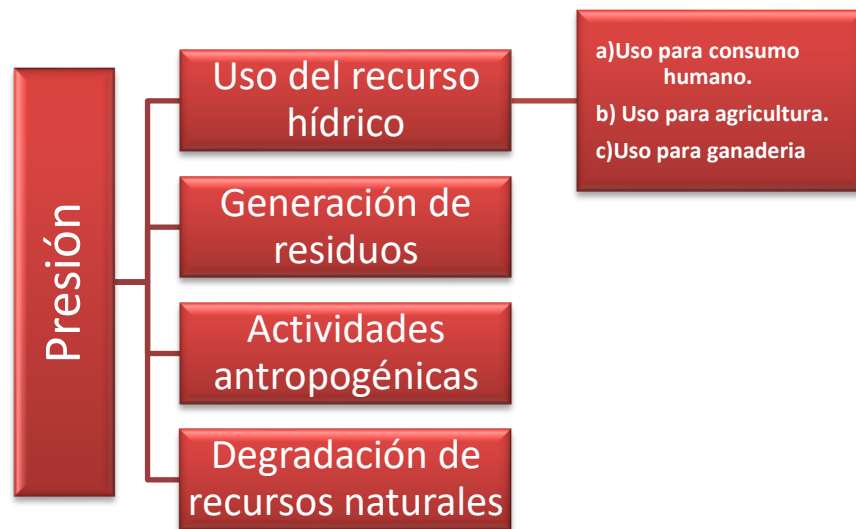 Presión
Uso del recurso
hídrico
a)Uso para consumo
humano.
b) Uso para agricultura.
c)Uso para ganaderia
Generación de
residuos
Actividades
antropogénicas
Degradación de
recursos naturales